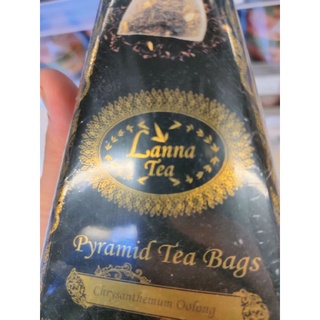 Lanna
Tea
Pyramid Tea Bags
Chrysanthemum Oolong